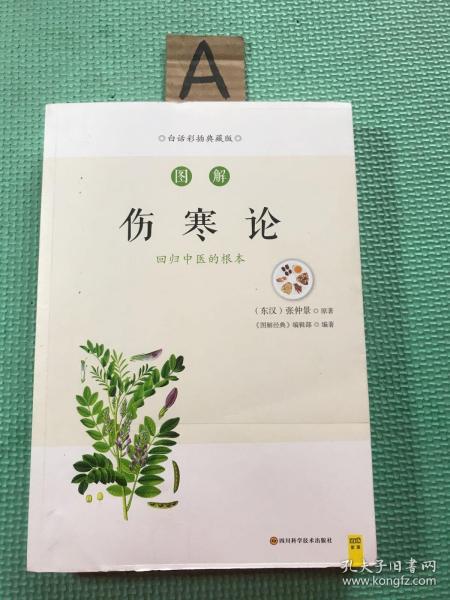 A
◎白话彩插典藏版◎
图解
伤寒论
回归中医的根本
（东汉）张仲景◎原著
《图解经典》编辑部◎编著
四川科学技术出版社
孔夫子旧书网
www.kongfz.com